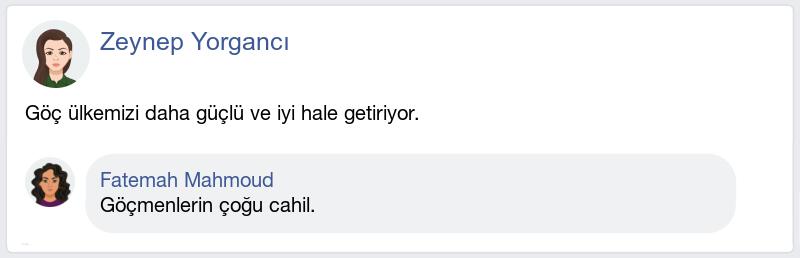 Zeynep Yorgancı
Göç ülkemizi daha güçlü ve iyi hale getiriyor.
Fatemah Mahmoud
Göçmenlerin çoğu cahil.